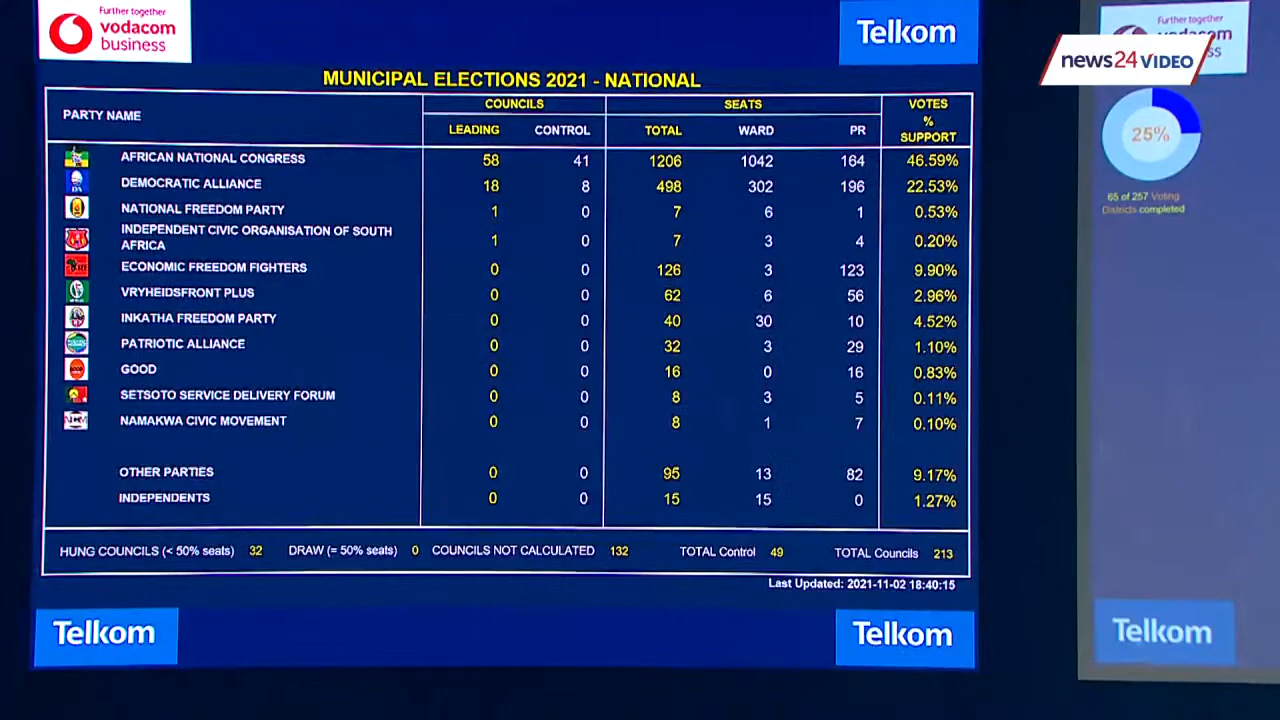 Further together
vodacom
business
Telkom
Further together
vodacom
news24 VIDEO
MUNICIPAL ELECTIONS 2021 - NATIONAL
PARTY NAME
COUNCILS
SEATS
VOTES
%
SUPPORT
LEADING CONTROL TOTAL WARD PR
AFRICAN NATIONAL CONGRESS 58 41 1206 1042 164 46.59%
DEMOCRATIC ALLIANCE 18 8 498 302 196 22.53%
NATIONAL FREEDOM PARTY 1 0 7 6 1 0.53%
INDEPENDENT CIVIC ORGANISATION OF SOUTH
AFRICA 1 0 7 3 4 0.20%
ECONOMIC FREEDOM FIGHTERS 0 0 126 3 123 9.90%
VRYHEIDSFRONT PLUS 0 0 62 6 56 2.96%
INKATHA FREEDOM PARTY 0 0 40 30 10 4.52%
PATRIOTIC ALLIANCE 0 0 32 3 29 1.10%
GOOD 0 0 16 0 16 0.83%
SETSOTO SERVICE DELIVERY FORUM 0 0 8 3 5 0.11%
NAMAKWA CIVIC MOVEMENT 0 0 8 1 7 0.10%
OTHER PARTIES 0 0 95 13 82 9.17%
INDEPENDENTS 0 0 15 15 0 1.27%
HUNG COUNCILS (< 50% seats) 32 DRAW (= 50% seats) 0 COUNCILS NOT CALCULATED 132 TOTAL Control 49 TOTAL Councils 213
Last Updated: 2021-11-02 18:40:15
25%
65 of 257 Voting
Districts completed
Telkom
Telkom
Telkom